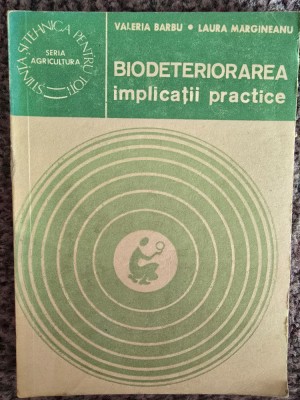 VALERIA BARBU • LAURA MARGINEANU
ȘTIINȚA ȘI TEHNICA PENTRU TOȚI
SERIA
AGRICULTURA
BIODETERIORAREA
implicații practice